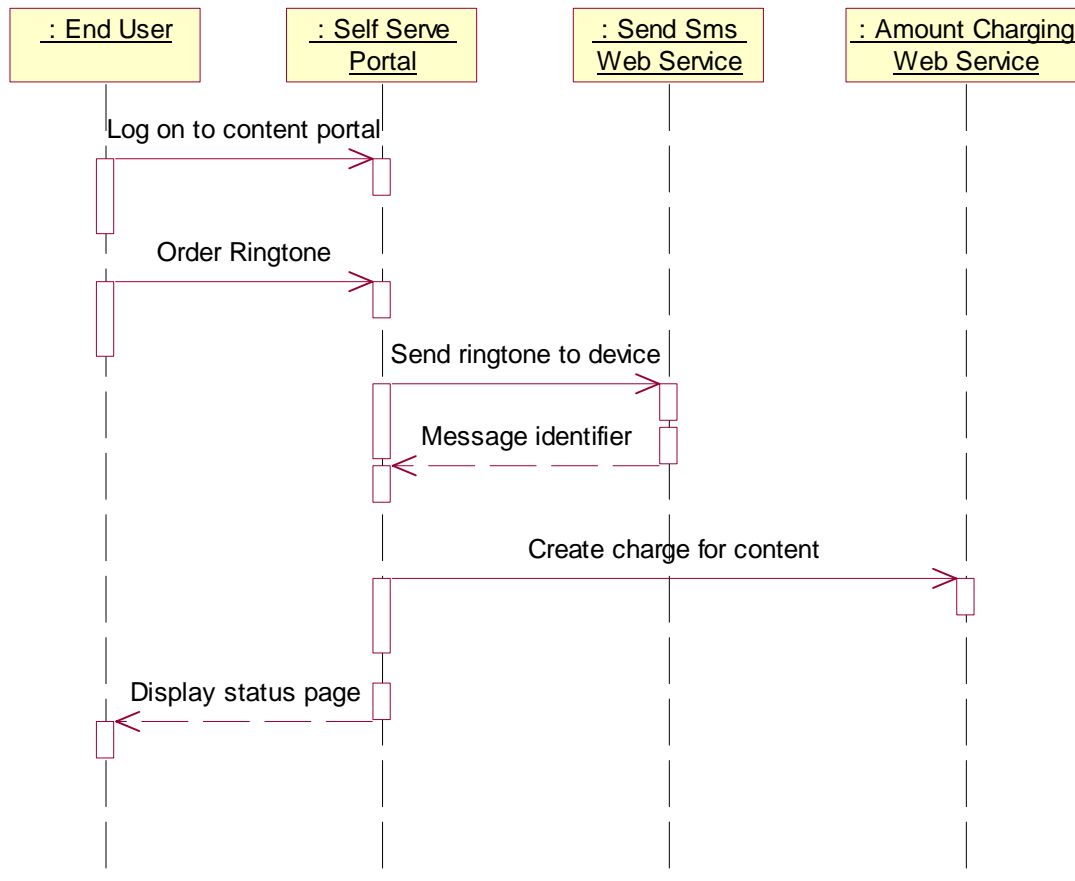 : End User
: Self Serve
Portal
: Send Sms
Web Service
: Amount Charging
Web Service
Log on to content portal
Order Ringtone
Send ringtone to device
Message identifier
Create charge for content
Display status page